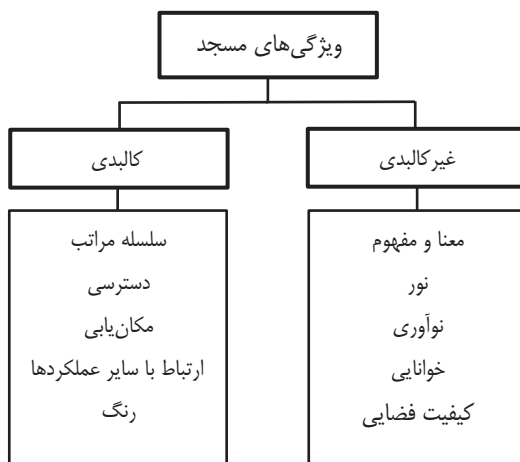 ویژگی‌های مسجد
غیرکالبدی
معنا و مفهوم
نور
نوآوری
خوانایی
کیفیت فضایی
کالبدی
سلسله مراتب
دسترسی
مکان‌یابی
ارتباط با سایر عملکردها
رنگ